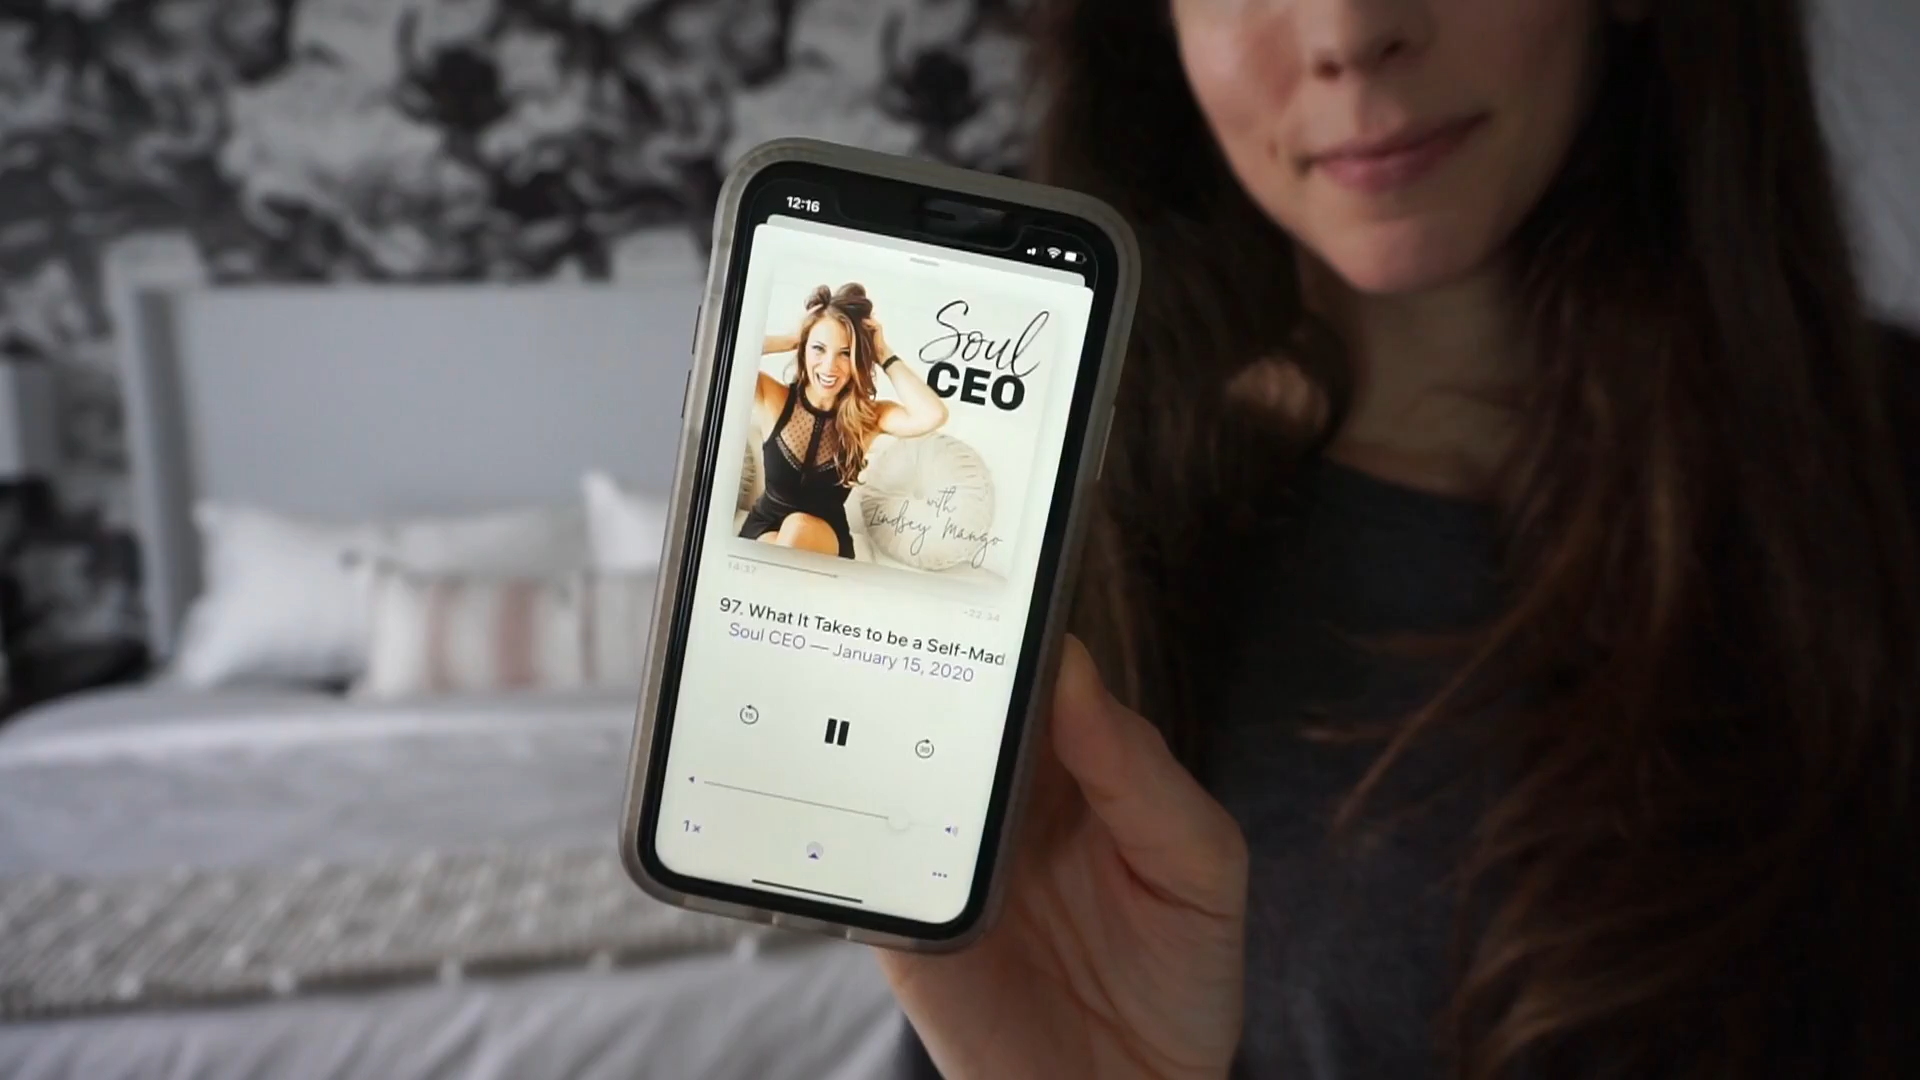 12:16
Soul
CEO
with
Lindsey Mango
14:37
-22:34
97. What It Takes to be a Self-Mad
Soul CEO — January 15, 2020
15
30
1×